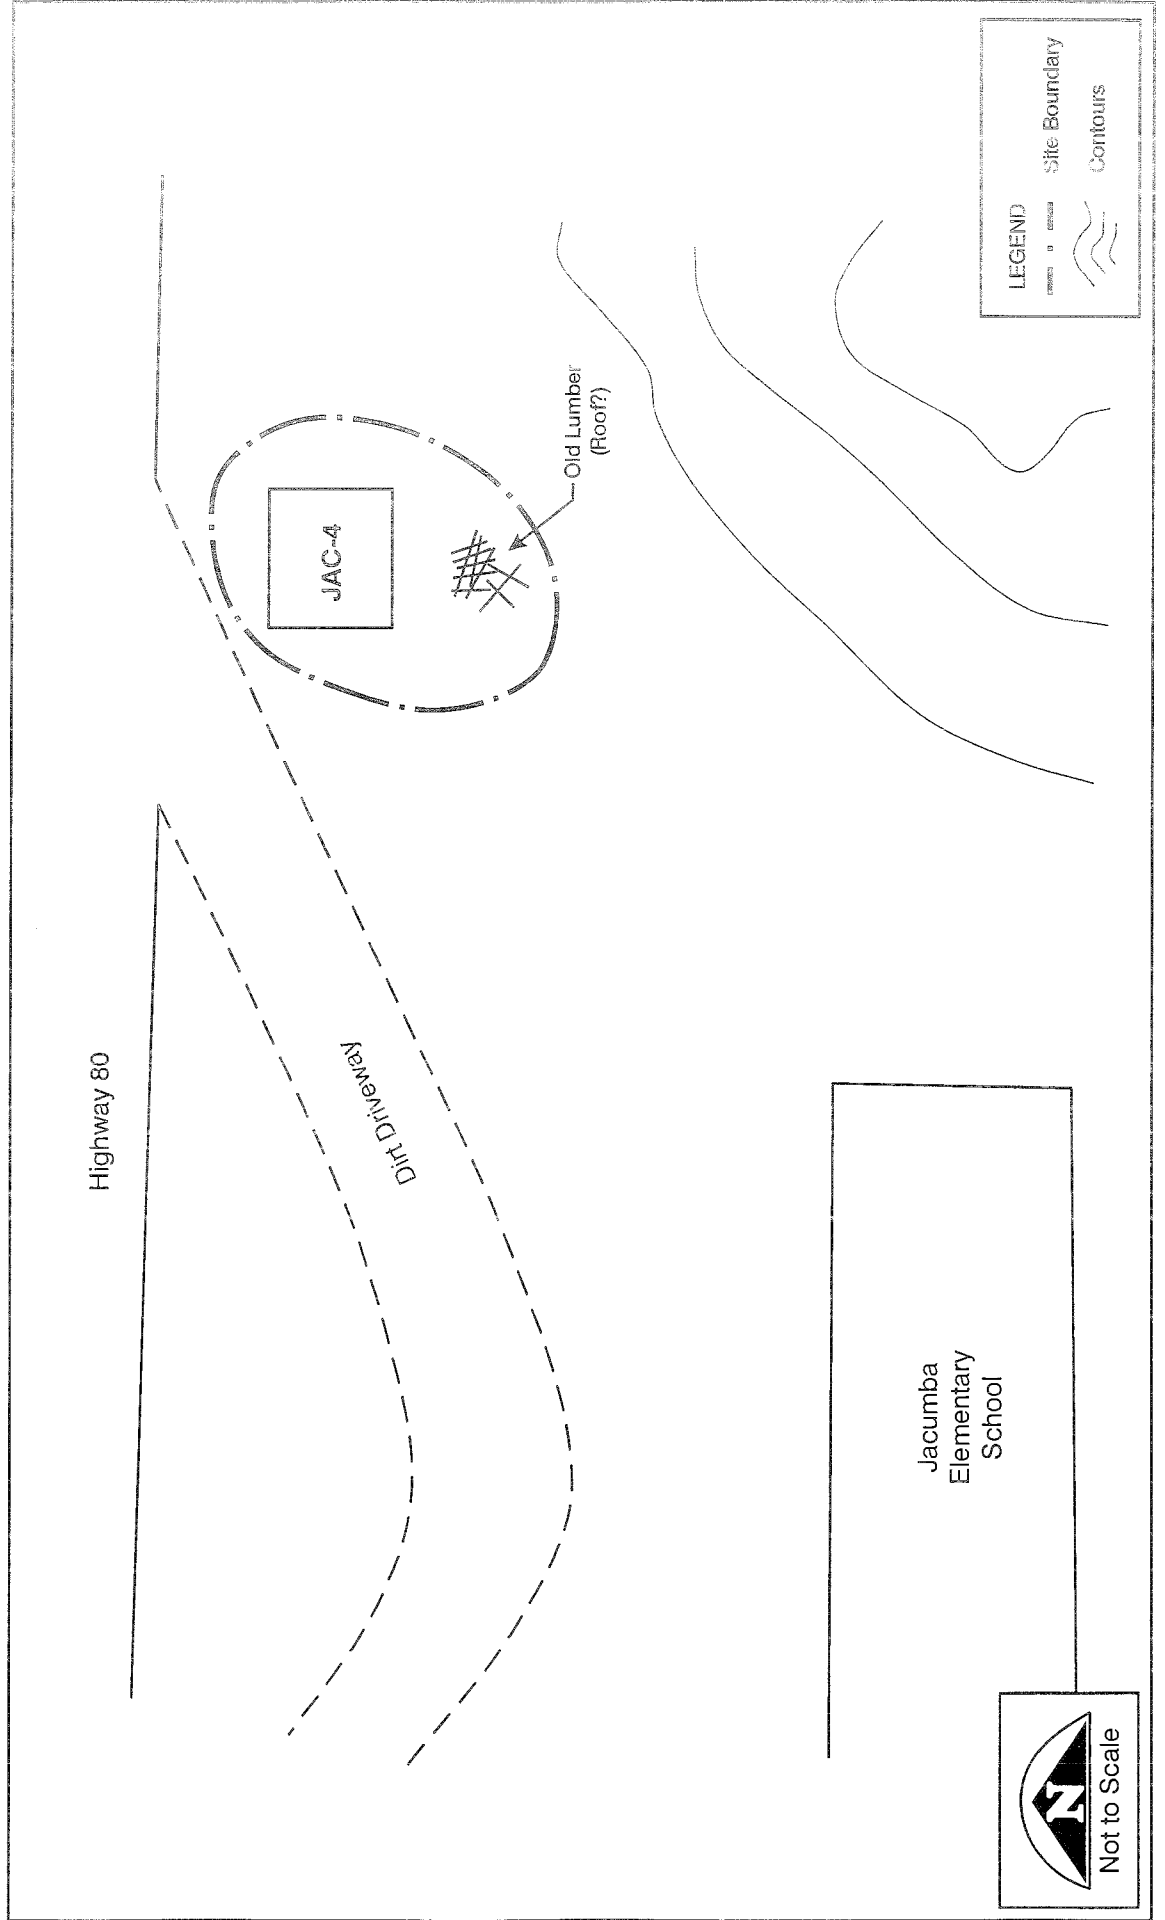 Highway 80
Dirt Driveway
JAC-4
Old Lumber
(Roof?)
Jacumba
Elementary
School
N
Not to Scale
LEGEND
Site Boundary
Contours